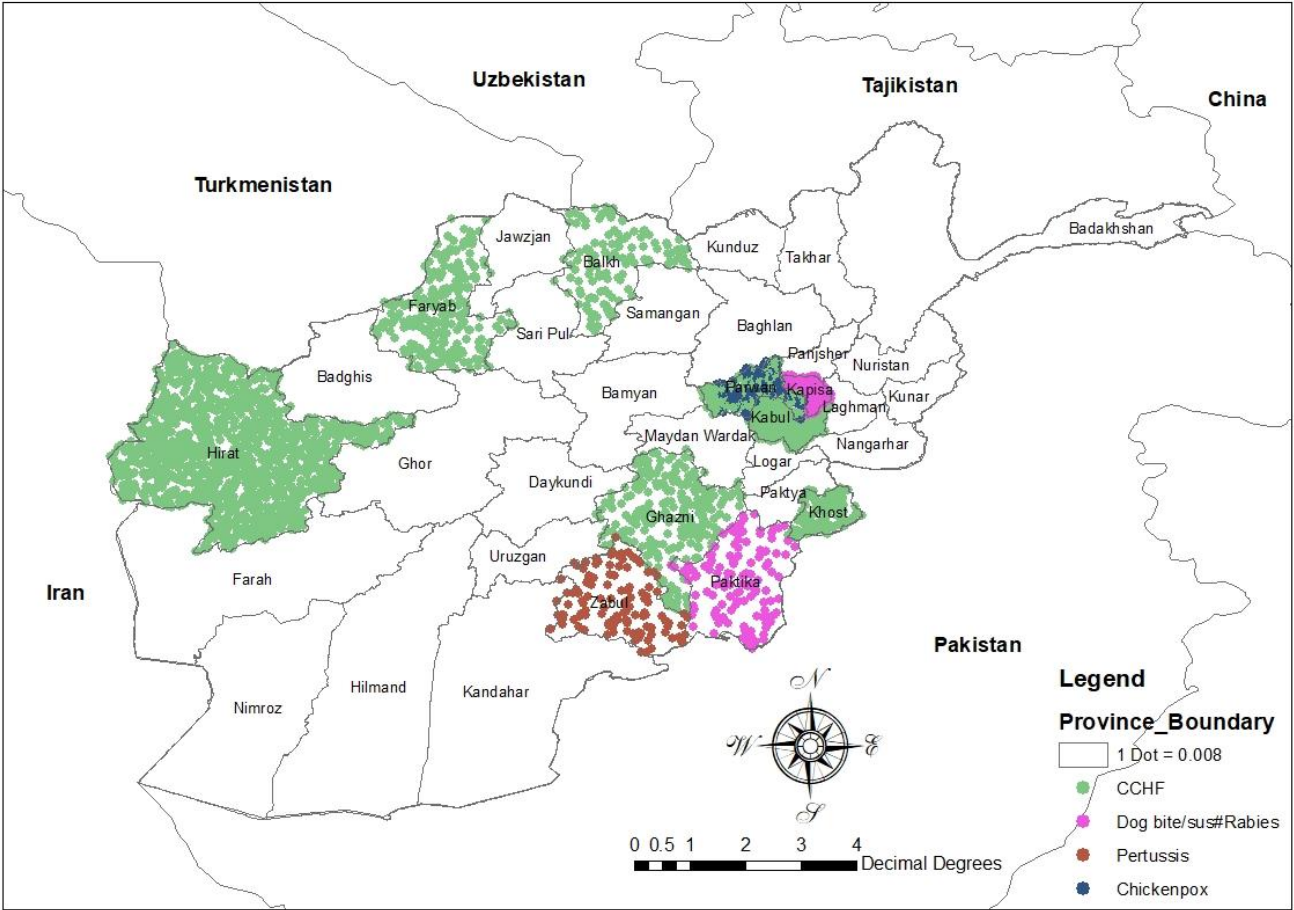 Uzbekistan
Tajikistan
China
Turkmenistan
Badakhshan
Jawzjan
Kunduz
Takhar
Balkh
Faryab
Samangan
Sari Pul
Baghlan
Panjsher
Nuristan
Badghis
Parwan
Kapisa
Bamyan
Kunar
Laghman
Kabul
Maydan Wardak
Nangarhar
Hirat
Ghor
Logar
Daykundi
Paktya
Ghazni
Khost
Uruzgan
Farah
Paktika
Iran
Zabul
Pakistan
Hilmand
Kandahar
Nimroz
N
W
E
S
Legend
Province_Boundary
1 Dot = 0.008
CCHF
Dog bite/sus#Rabies
Pertussis
Chickenpox
0 0.5 1 2 3 4
Decimal Degrees